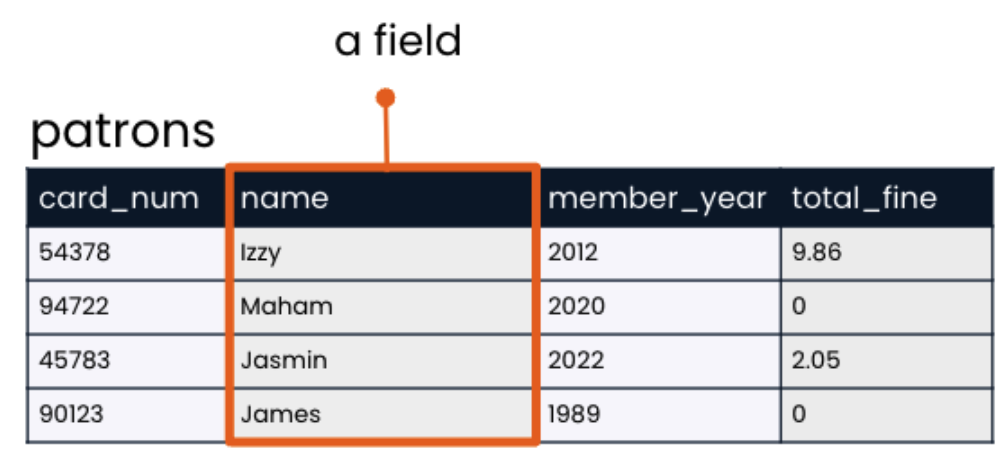 a field
patrons
card_num name member_year total_fine
54378 Izzy 2012 9.86
94722 Maham 2020 0
45783 Jasmin 2022 2.05
90123 James 1989 0